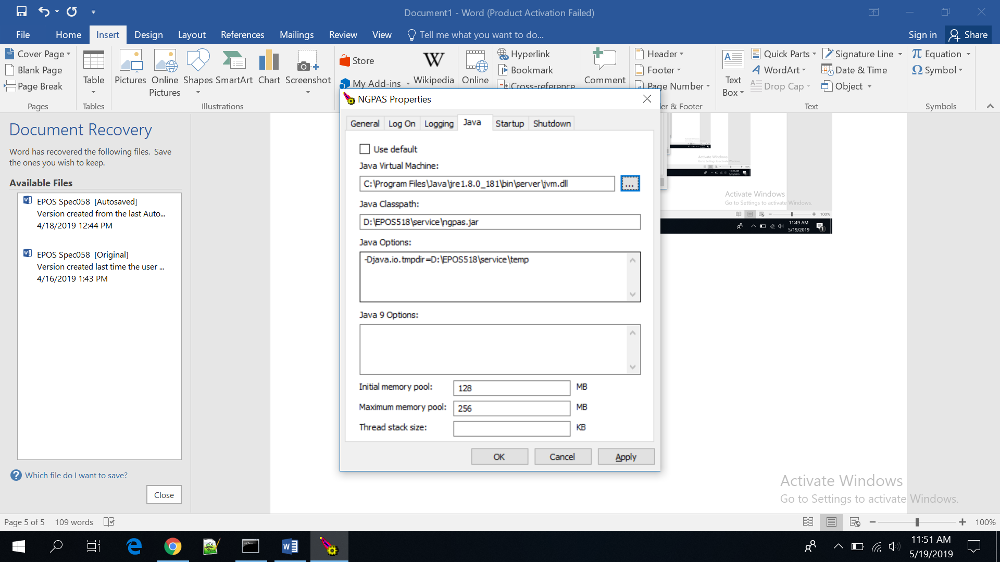 Document1 - Word (Product Activation Failed)
File Home Insert Design Layout References Mailings Review View Tell me what you want to do... Sign in Share
Cover Page
Blank Page
Page Break
Pages
Table
Tables
Pictures
Online Pictures
Shapes
SmartArt
Chart
Screenshot
Illustrations
Store
My Add-ins
Wikipedia
Online
Hyperlink
Bookmark
Cross-reference
Comment
Header
Footer
Page Number
er & Footer
Text Box
Quick Parts
WordArt
Drop Cap
Signature Line
Date & Time
Object
Text
Equation
Symbol
Symbols
Document Recovery
Word has recovered the following files. Save
the ones you wish to keep.
Available Files
EPOS Spec058 [Autosaved]
Version created from the last Auto...
4/18/2019 12:44 PM
EPOS Spec058 [Original]
Version created last time the user ...
4/16/2019 1:43 PM
Which file do I want to save?
Close
NGPAS Properties
General Log On Logging Java Startup Shutdown
Use default
Java Virtual Machine:
C:\Program Files\Java\jre1.8.0_181\bin\server\jvm.dll
...
Java Classpath:
D:\EPOS518\service\ngpas.jar
Java Options:
-Djava.io.tmpdir=D:\EPOS518\service\temp
Java 9 Options:
Initial memory pool: 128 MB
Maximum memory pool: 256 MB
Thread stack size: KB
OK Cancel Apply
Activate Windows
Go to Settings to activate Windows.
100%
11:49 AM
5/19/2019
Activate Windows
Go to Settings to activate Windows.
Page 5 of 5 109 words
100%
11:51 AM
5/19/2019